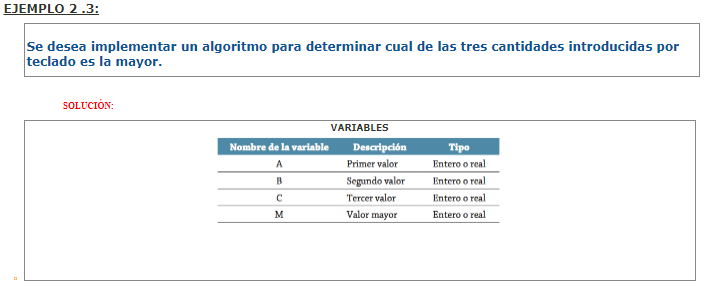 EJEMPLO 2 .3:
Se desea implementar un algoritmo para determinar cual de las tres cantidades introducidas por
teclado es la mayor.
SOLUCIÓN:
VARIABLES
Nombre de la variable Descripción Tipo
A Primer valor Entero o real
B Segundo valor Entero o real
C Tercer valor Entero o real
M Valor mayor Entero o real